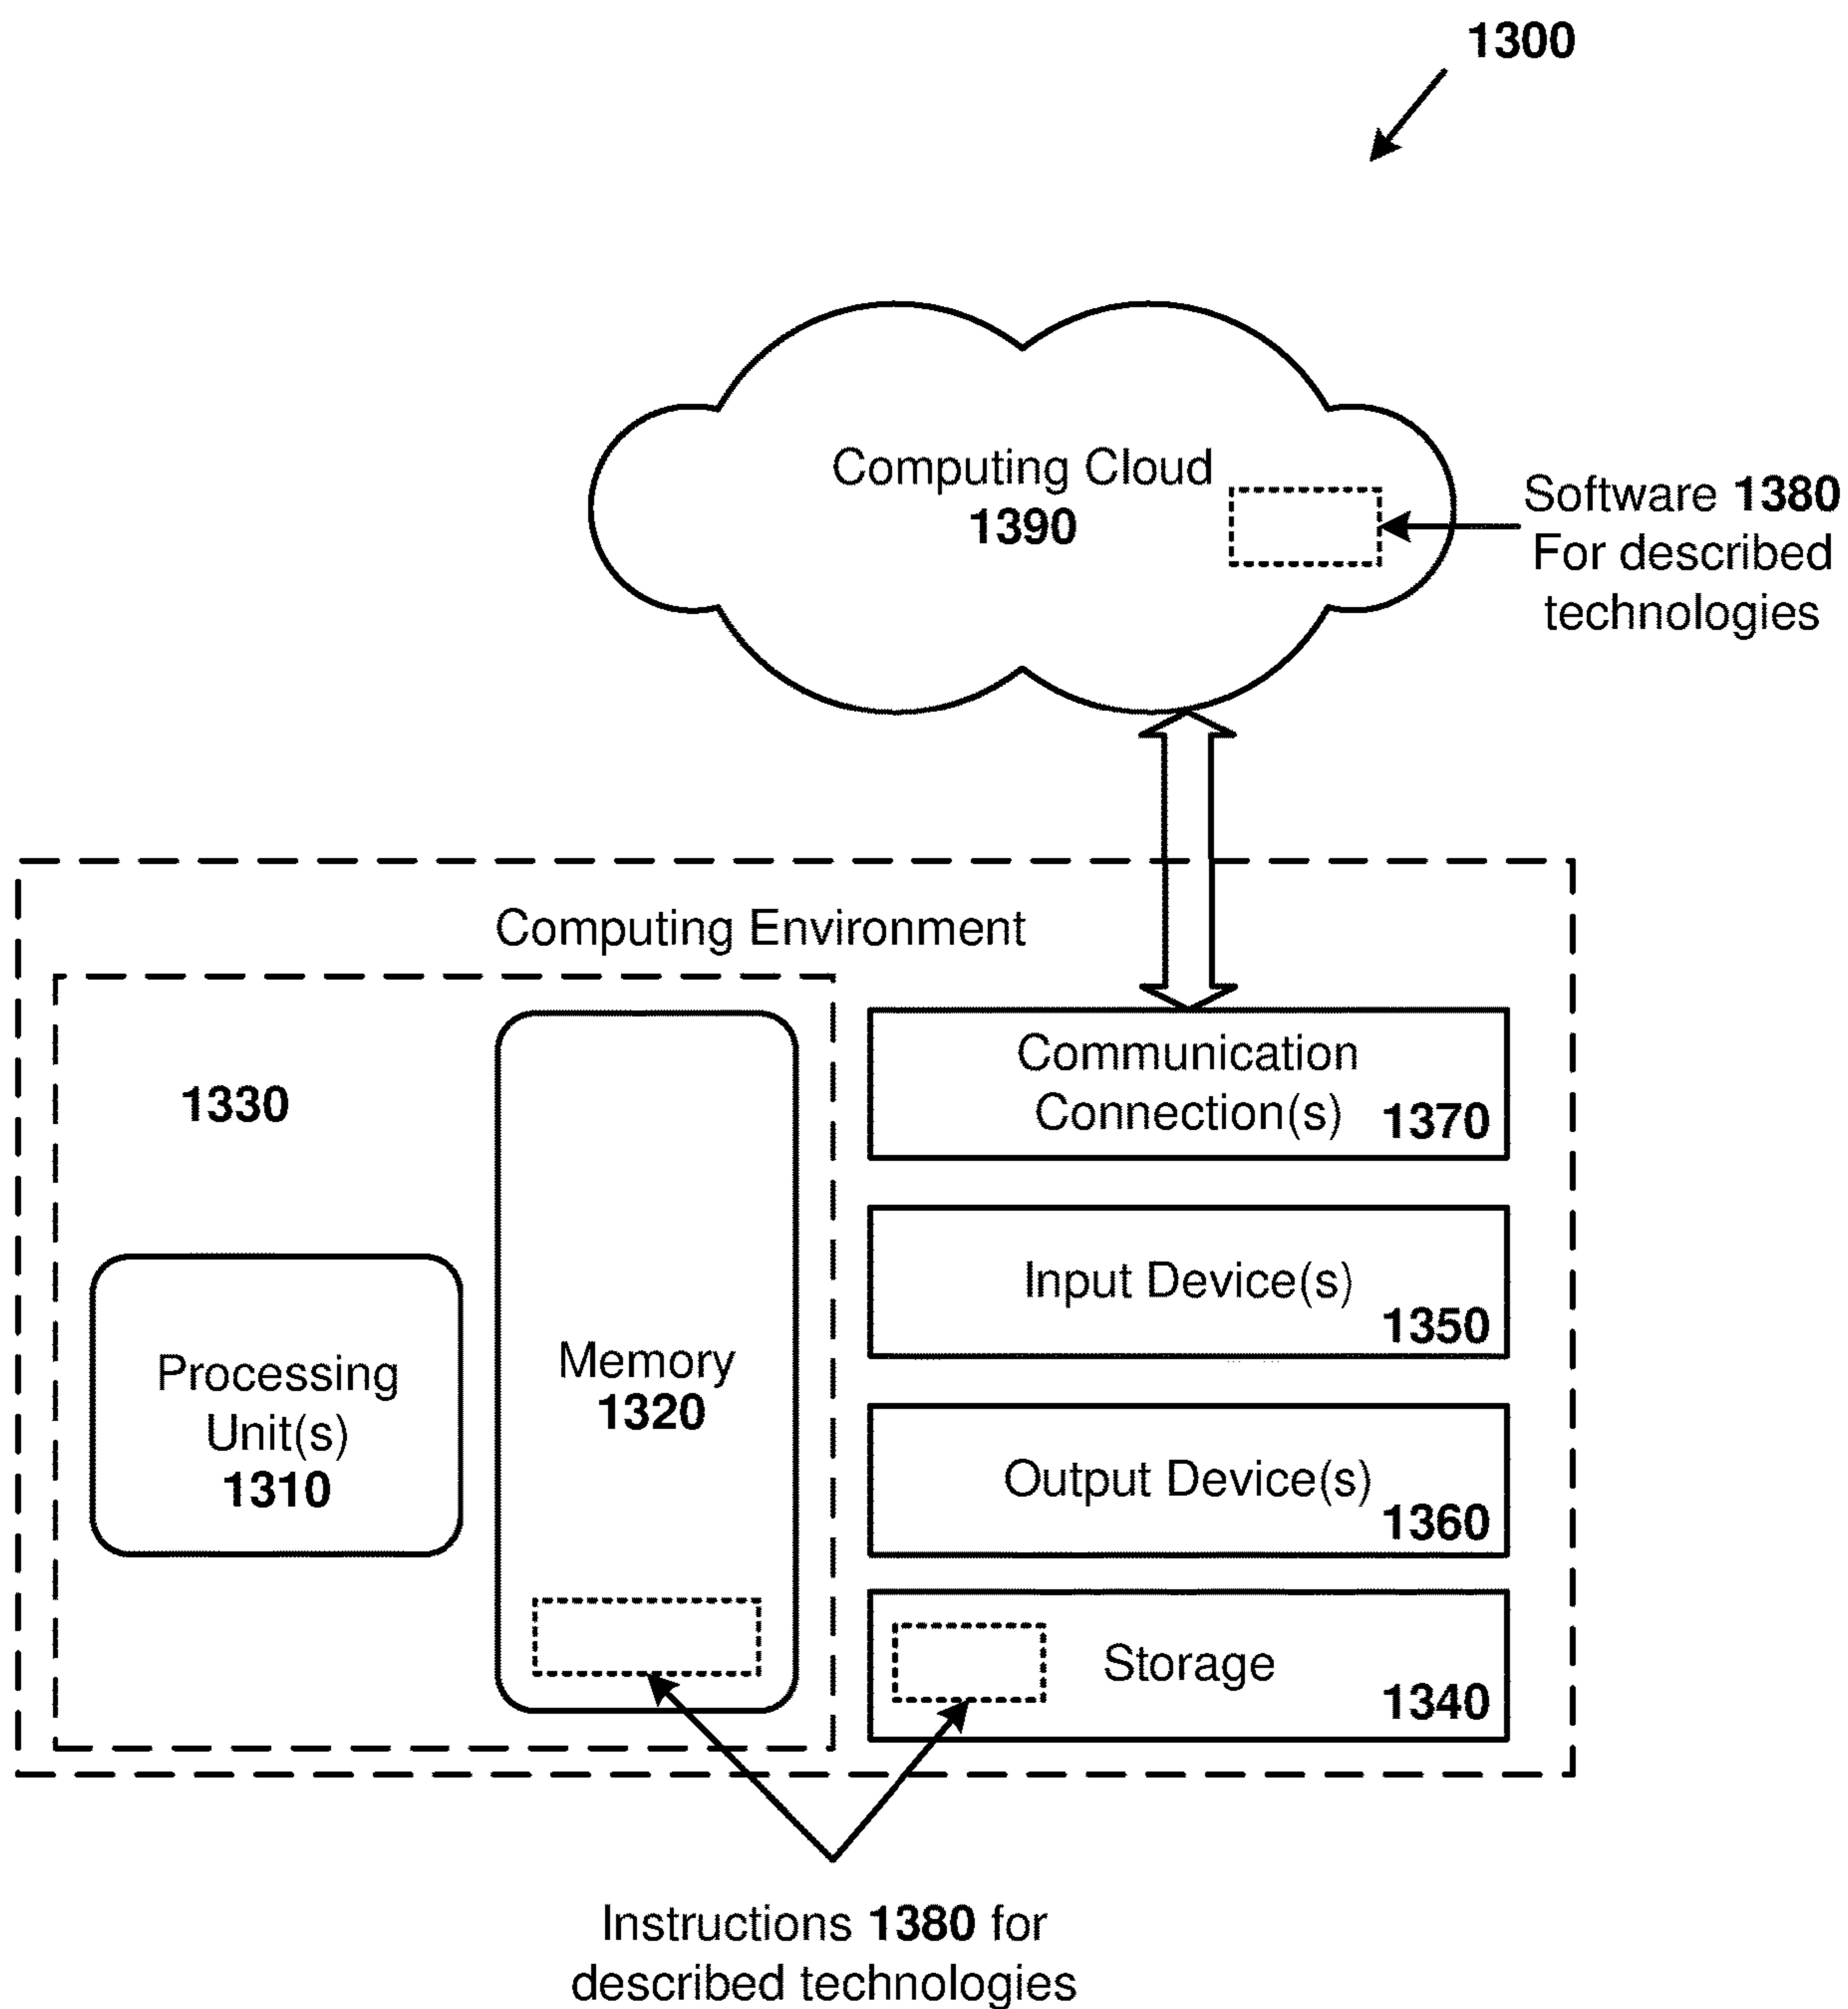 1300
Computing Cloud
1390
Software 1380
For described
technologies
Computing Environment
1330
Processing
Unit(s)
1310
Memory
1320
Communication
Connection(s) 1370
Input Device(s)
1350
Output Device(s)
1360
Storage
1340
Instructions 1380 for
described technologies